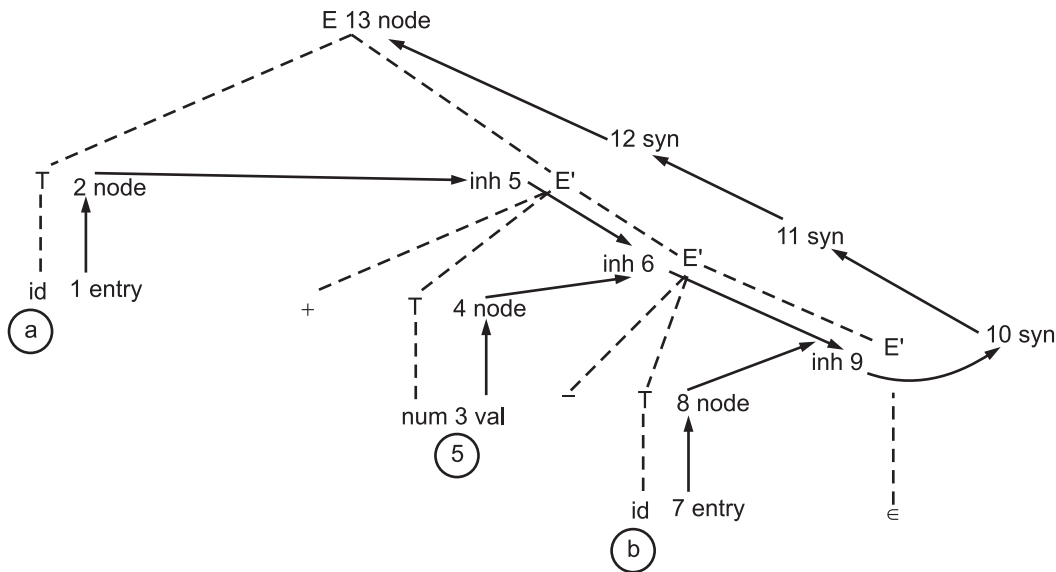 E 13 node
12 syn
T
2 node
inh 5
E'
11 syn
E'
inh 6
id
1 entry
+
T
4 node
10 syn
E'
a
inh 9
–
T
8 node
num 3 val
5
id
7 entry
∈
b